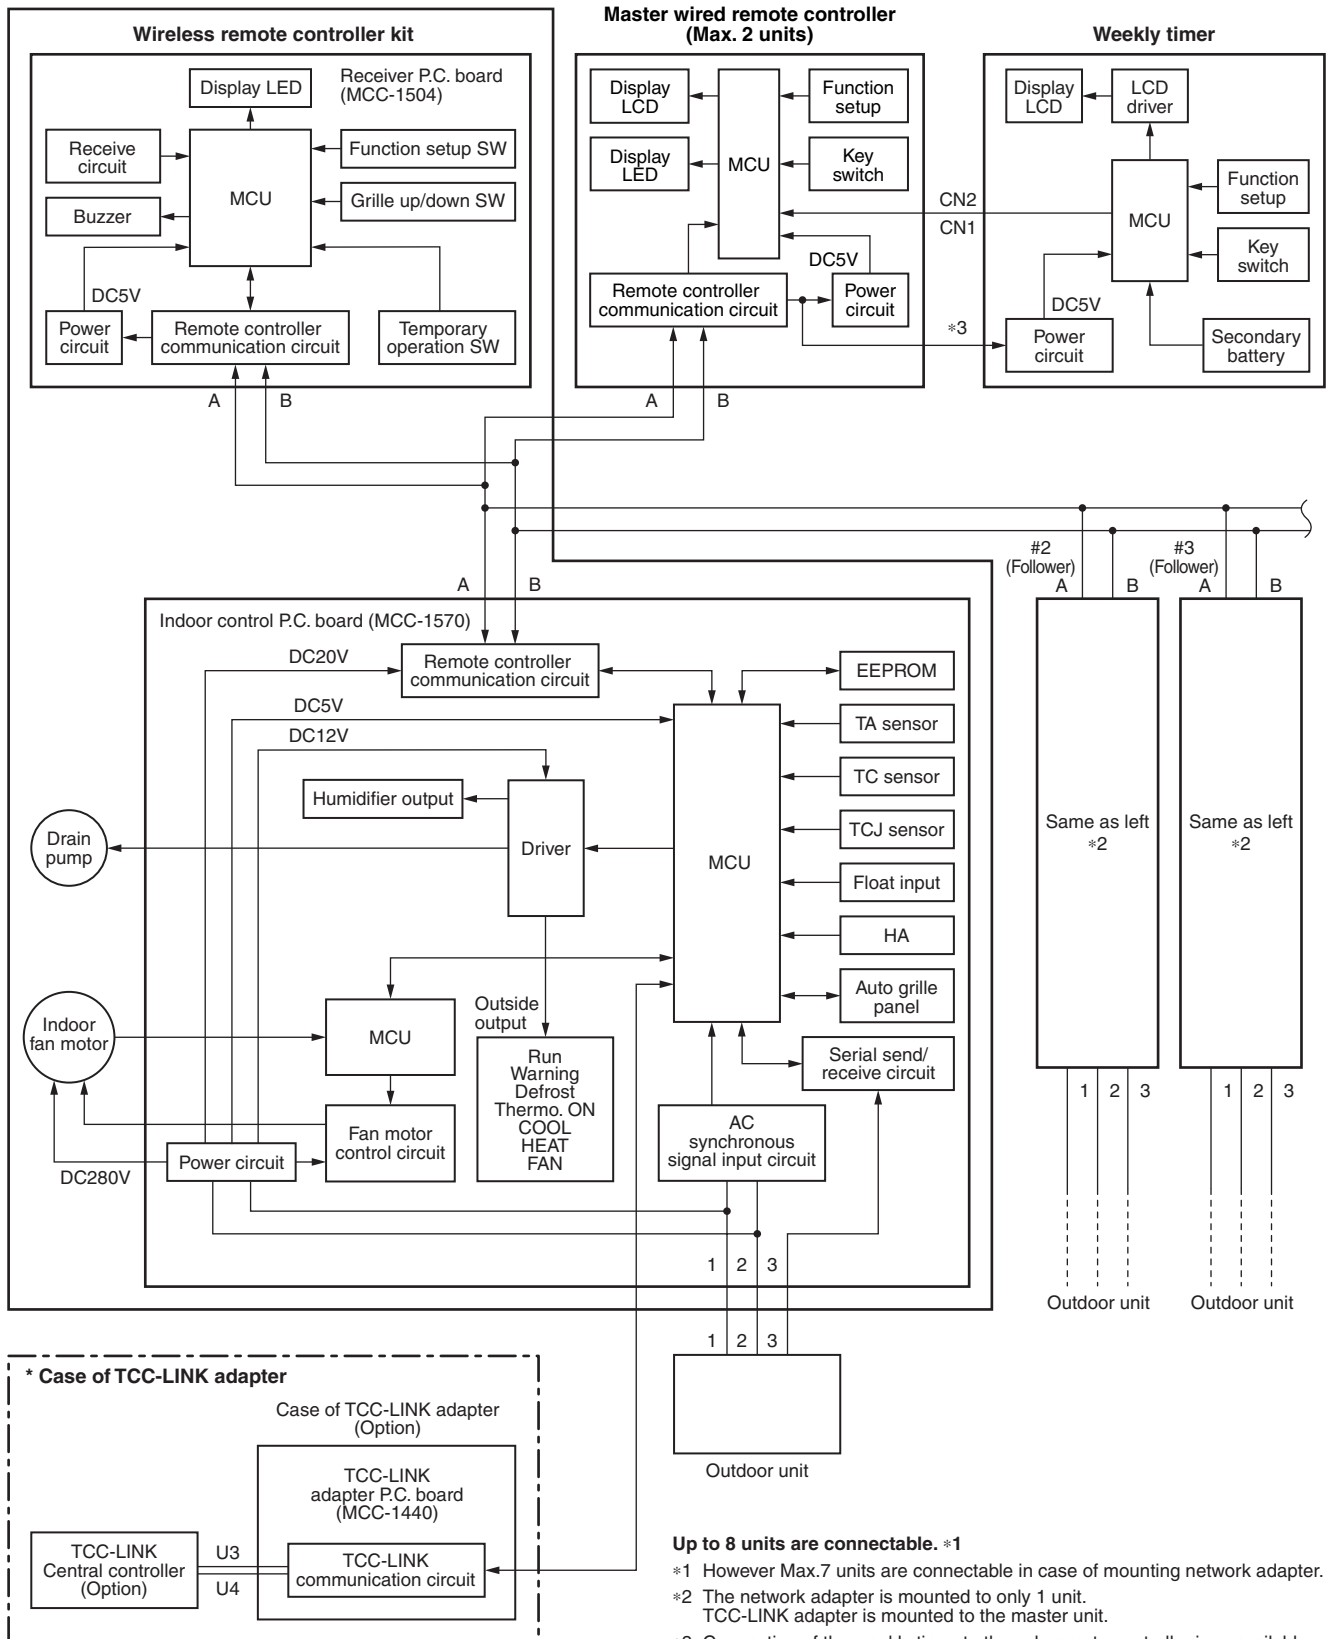 Wireless remote controller kit
Master wired remote controller
(Max. 2 units)
Weekly timer
Receiver P.C. board
(MCC-1504)
Display LED
Receive
circuit
Function setup SW
MCU
Grille up/down SW
Buzzer
DC5V
Power
circuit
Remote controller
communication circuit
Temporary
operation SW
A
B
Display
LCD
Function
setup
Display
LED
MCU
Key
switch
DC5V
Remote controller
communication circuit
Power
circuit
A
B
CN2
CN1
*3
Display
LCD
LCD
driver
MCU
Function
setup
Key
switch
DC5V
Power
circuit
Secondary
battery
#2
(Follower)
A
B
#3
(Follower)
A
B
A
B
Indoor control P.C. board (MCC-1570)
DC20V
Remote controller
communication circuit
EEPROM
DC5V
TA sensor
DC12V
TC sensor
Humidifier output
TCJ sensor
Drain
pump
Driver
MCU
Float input
HA
Auto grille
panel
Same as left
*2
Same as left
*2
Indoor
fan motor
MCU
Outside
output
Run
Warning
Defrost
Thermo. ON
COOL
HEAT
FAN
Serial send/
receive circuit
AC
synchronous
signal input circuit
Fan motor
control circuit
Power circuit
DC280V
1 2 3
1 2 3
1 2 3
Outdoor unit
Outdoor unit
1 2 3
Outdoor unit
* Case of TCC-LINK adapter
Case of TCC-LINK adapter
(Option)
TCC-LINK
adapter P.C. board
(MCC-1440)
TCC-LINK
Central controller
(Option)
U3
U4
TCC-LINK
communication circuit
Up to 8 units are connectable. *1
*1 However Max.7 units are connectable in case of mounting network adapter.
*2 The network adapter is mounted to only 1 unit.
TCC-LINK adapter is mounted to the master unit.